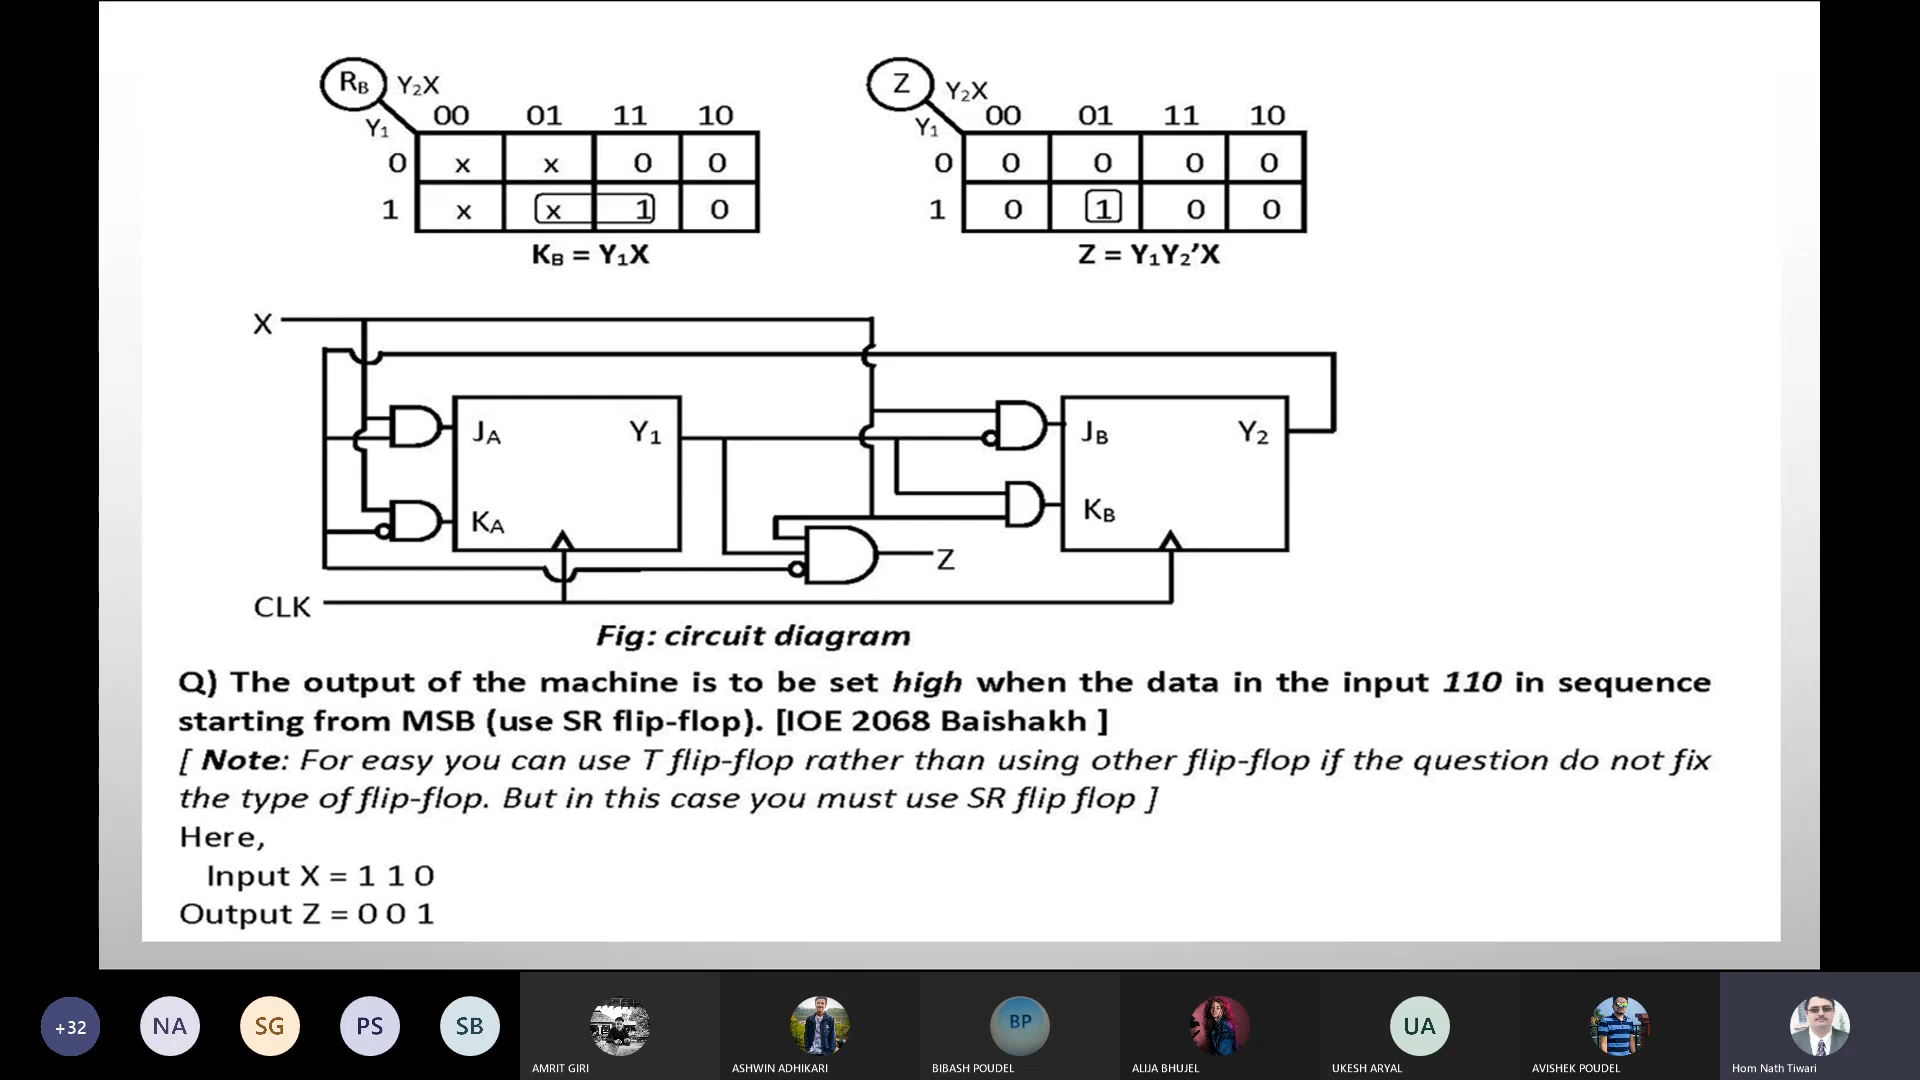 R_B Y₂X
Y₁ 00 01 11 10
0 x x 0 0
1 x x 1 0
K_B = Y₁X
Z Y₂X
Y₁ 00 01 11 10
0 0 0 0 0
1 0 1 0 0
Z = Y₁Y₂’X
X
J_A Y₁
K_A
J_B Y₂
K_B
Z
CLK
Fig: circuit diagram
Q) The output of the machine is to be set high when the data in the input 110 in sequence
starting from MSB (use SR flip-flop). [IOE 2068 Baishakh ]
[ Note: For easy you can use T flip-flop rather than using other flip-flop if the question do not fix
the type of flip-flop. But in this case you must use SR flip flop ]
Here,
Input X = 1 1 0
Output Z = 0 0 1
+32 NA SG PS SB BP UA
AMRIT GIRI ASHWIN ADHIKARI BIBASH POUDEL ALIJA BHUJEL UKESH ARYAL AVISHEK POUDEL Hom Nath Tiwari